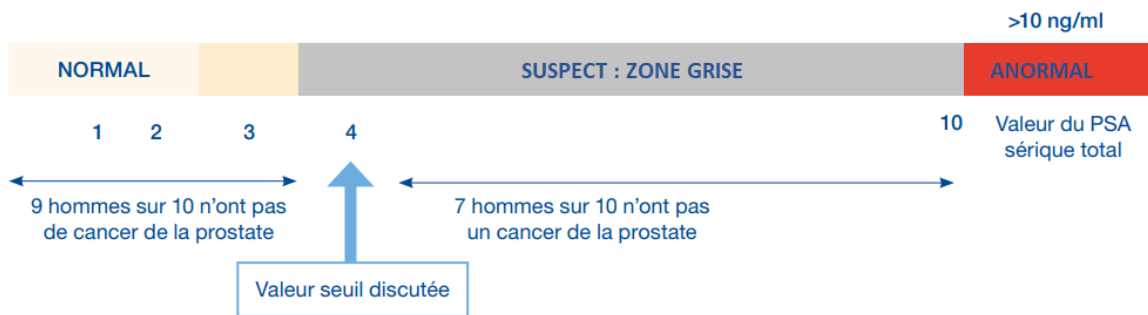 >10 ng/ml
NORMAL
SUSPECT : ZONE GRISE
ANORMAL
1 2 3 4 10
Valeur du PSA
sérique total
9 hommes sur 10 n'ont pas
de cancer de la prostate
7 hommes sur 10 n'ont pas
un cancer de la prostate
Valeur seuil discutée